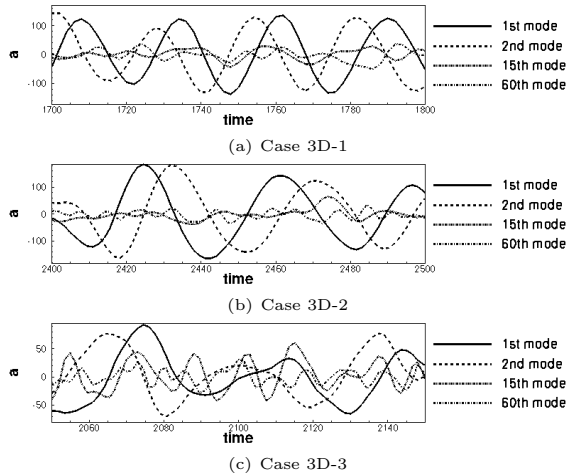 100
0
-100
a
1700
1720
1740
1760
1780
1800
time
1st mode
2nd mode
15th mode
60th mode
(a) Case 3D-1
100
0
-100
a
2400
2420
2440
2460
2480
2500
time
1st mode
2nd mode
15th mode
60th mode
(b) Case 3D-2
50
0
-50
a
2060
2080
2100
2120
2140
time
1st mode
2nd mode
15th mode
60th mode
(c) Case 3D-3